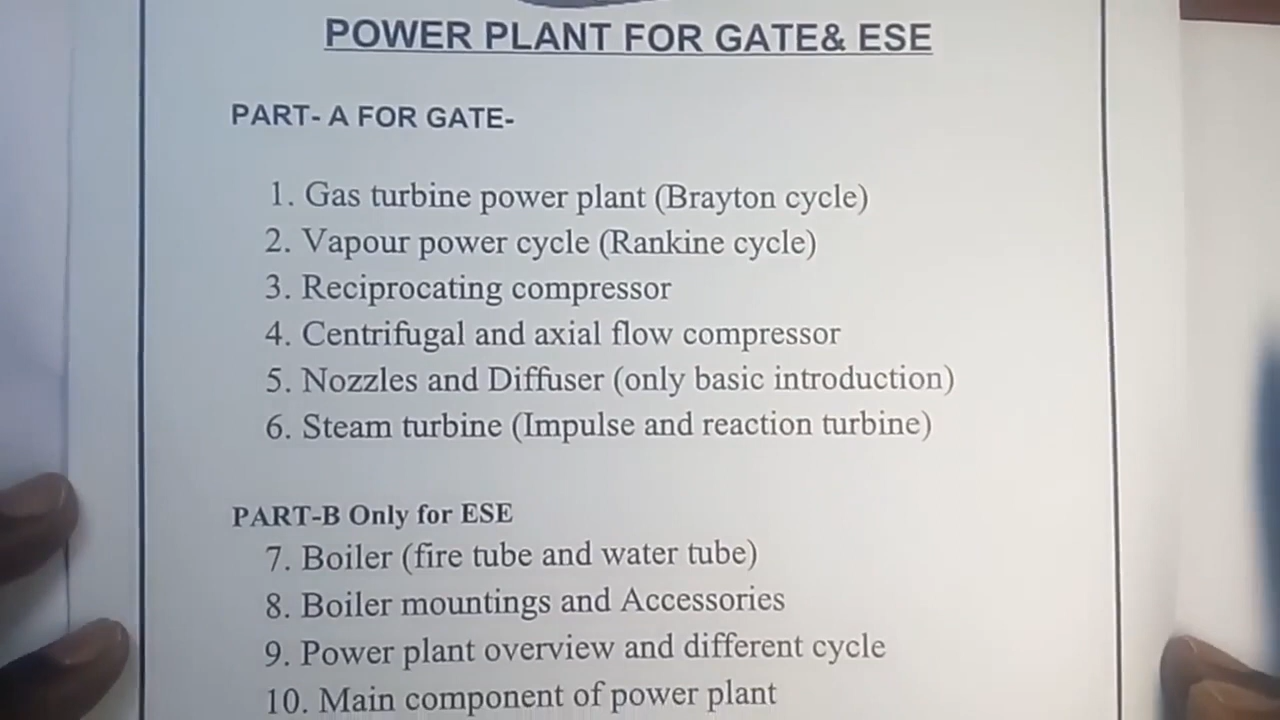 POWER PLANT FOR GATE& ESE
PART- A FOR GATE-
1. Gas turbine power plant (Brayton cycle)
2. Vapour power cycle (Rankine cycle)
3. Reciprocating compressor
4. Centrifugal and axial flow compressor
5. Nozzles and Diffuser (only basic introduction)
6. Steam turbine (Impulse and reaction turbine)
PART-B Only for ESE
7. Boiler (fire tube and water tube)
8. Boiler mountings and Accessories
9. Power plant overview and different cycle
10. Main component of power plant